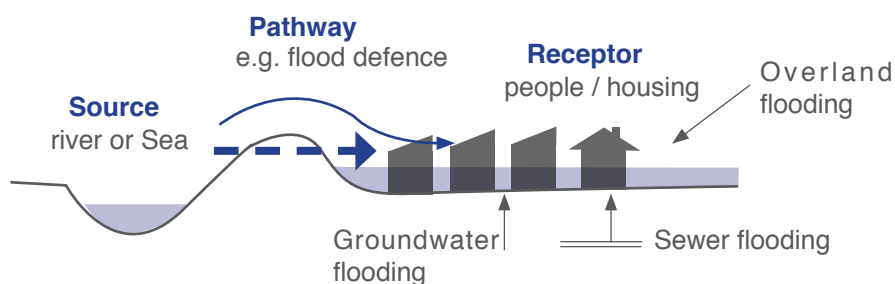 Pathway
e.g. flood defence
Receptor
people / housing
Overland
flooding
Source
river or Sea
Groundwater
flooding
Sewer flooding